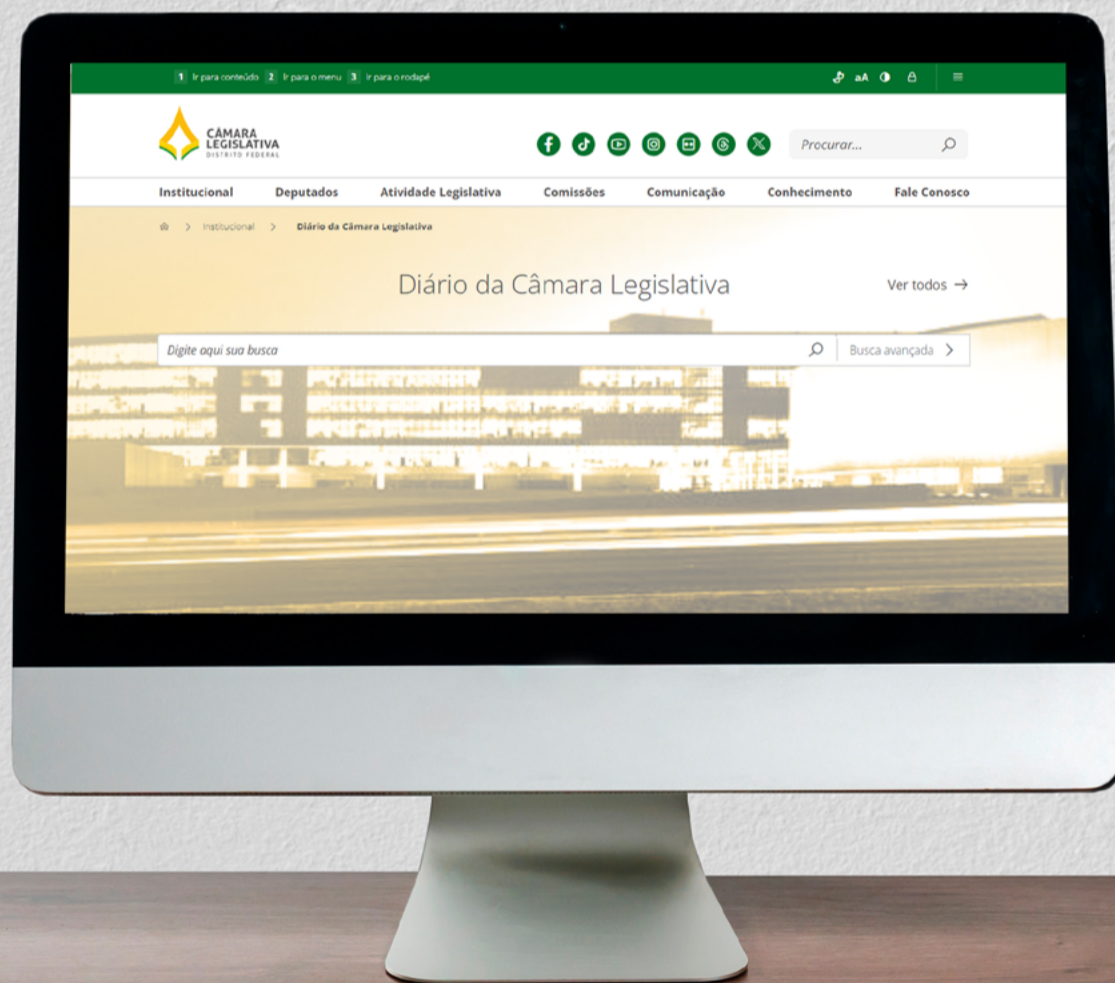 1 Ir para conteúdo 2 Ir para o menu 3 Ir para o rodapé aA
CÂMARA
LEGISLATIVA
DISTRITO FEDERAL
Procurar...
Institucional Deputados Atividade Legislativa Comissões Comunicação Conhecimento Fale Conosco
Institucional > Diário da Câmara Legislativa
Diário da Câmara Legislativa
Ver todos →
Digite aqui sua busca
Busca avançada >